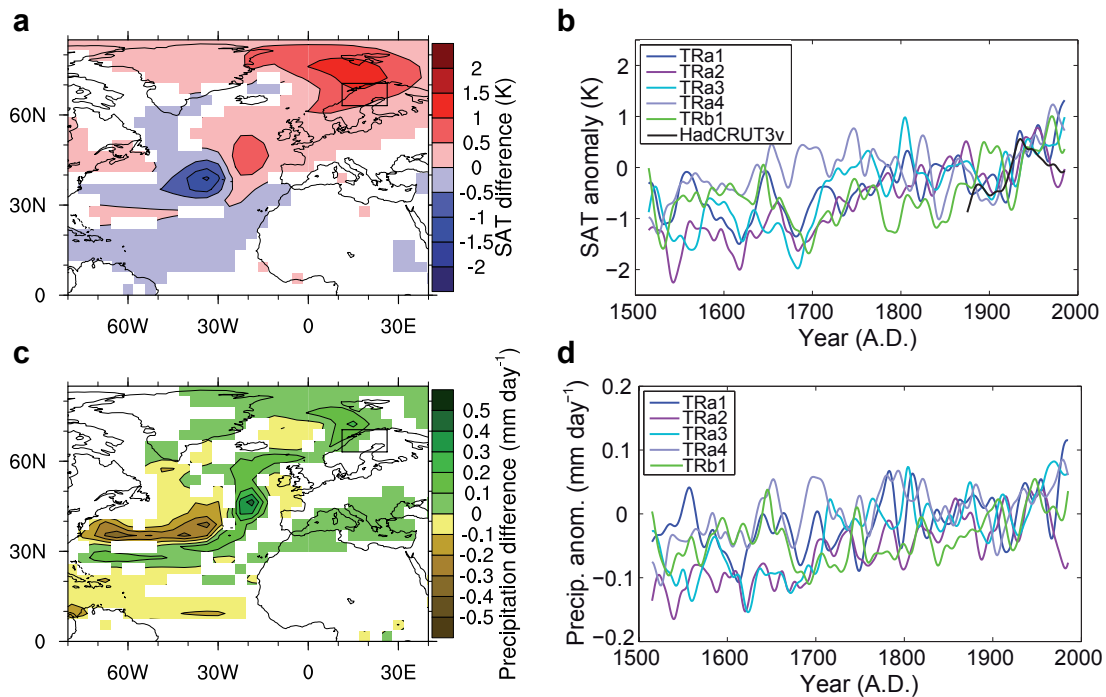 a
60N
30N
0
60W 30W 0 30E
2
1.5
1
0.5
0
-0.5
-1
-1.5
-2
SAT difference (K)
b
TRa1
TRa2
TRa3
TRa4
TRb1
HadCRUT3v
2
1
0
−1
−2
SAT anomaly (K)
1500 1600 1700 1800 1900 2000
Year (A.D.)
c
60N
30N
0
60W 30W 0 30E
0.5
0.4
0.3
0.2
0.1
-0.1
-0.2
-0.3
-0.4
-0.5
Precipitation difference (mm day⁻¹)
d
TRa1
TRa2
TRa3
TRa4
TRb1
0.2
0.1
0
−0.1
−0.2
Precip. anom. (mm day⁻¹)
1500 1600 1700 1800 1900 2000
Year (A.D.)